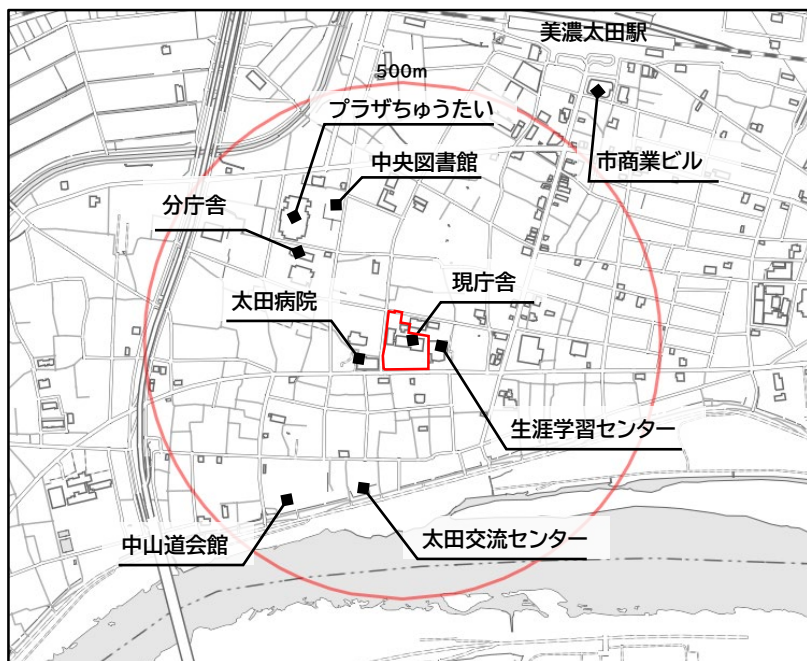 美濃太田駅
500m
プラザちゅうたい
中央図書館
市商業ビル
分庁舎
現庁舎
太田病院
生涯学習センター
中山道会館
太田交流センター